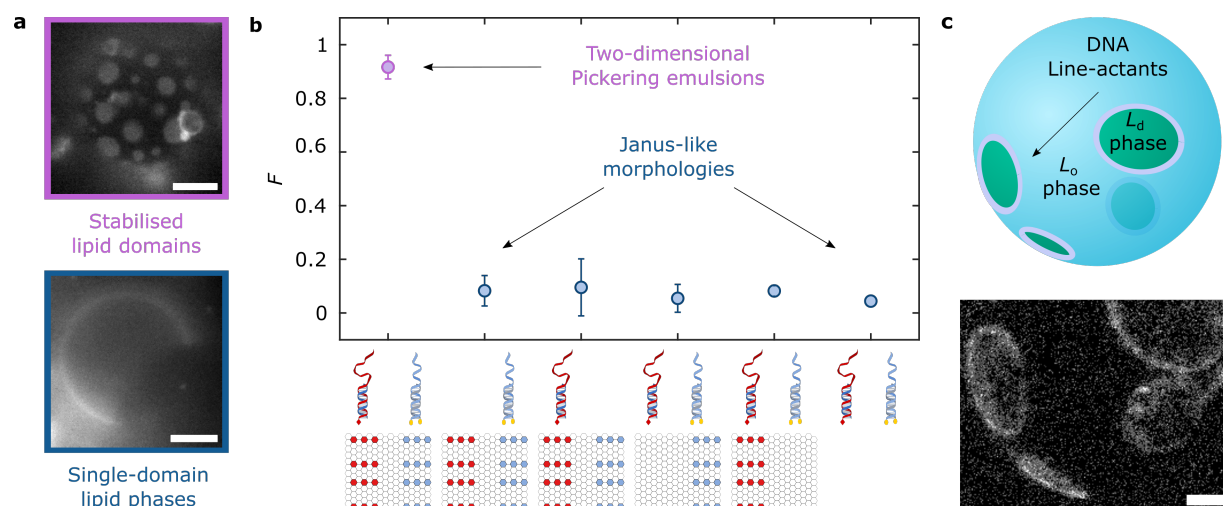 a
Stabilised
lipid domains
Single-domain
lipid phases
b
F
1
0.8
0.6
0.4
0.2
0
Two-dimensional
Pickering emulsions
Janus-like
morphologies
c
DNA
Line-actants
Ld
phase
Lo
phase